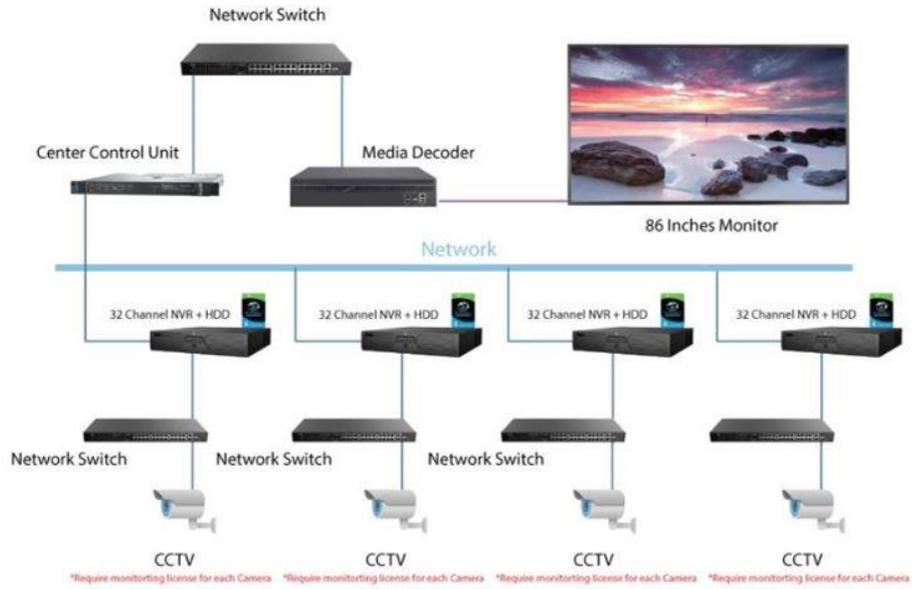 Network Switch
Center Control Unit
Media Decoder
86 Inches Monitor
Network
32 Channel NVR + HDD
32 Channel NVR + HDD
32 Channel NVR + HDD
32 Channel NVR + HDD
Network Switch
Network Switch
Network Switch
CCTV
CCTV
CCTV
CCTV
*Require monitorting license for each Camera
*Require monitorting license for each Camera
*Require monitorting license for each Camera
*Require monitorting license for each Camera